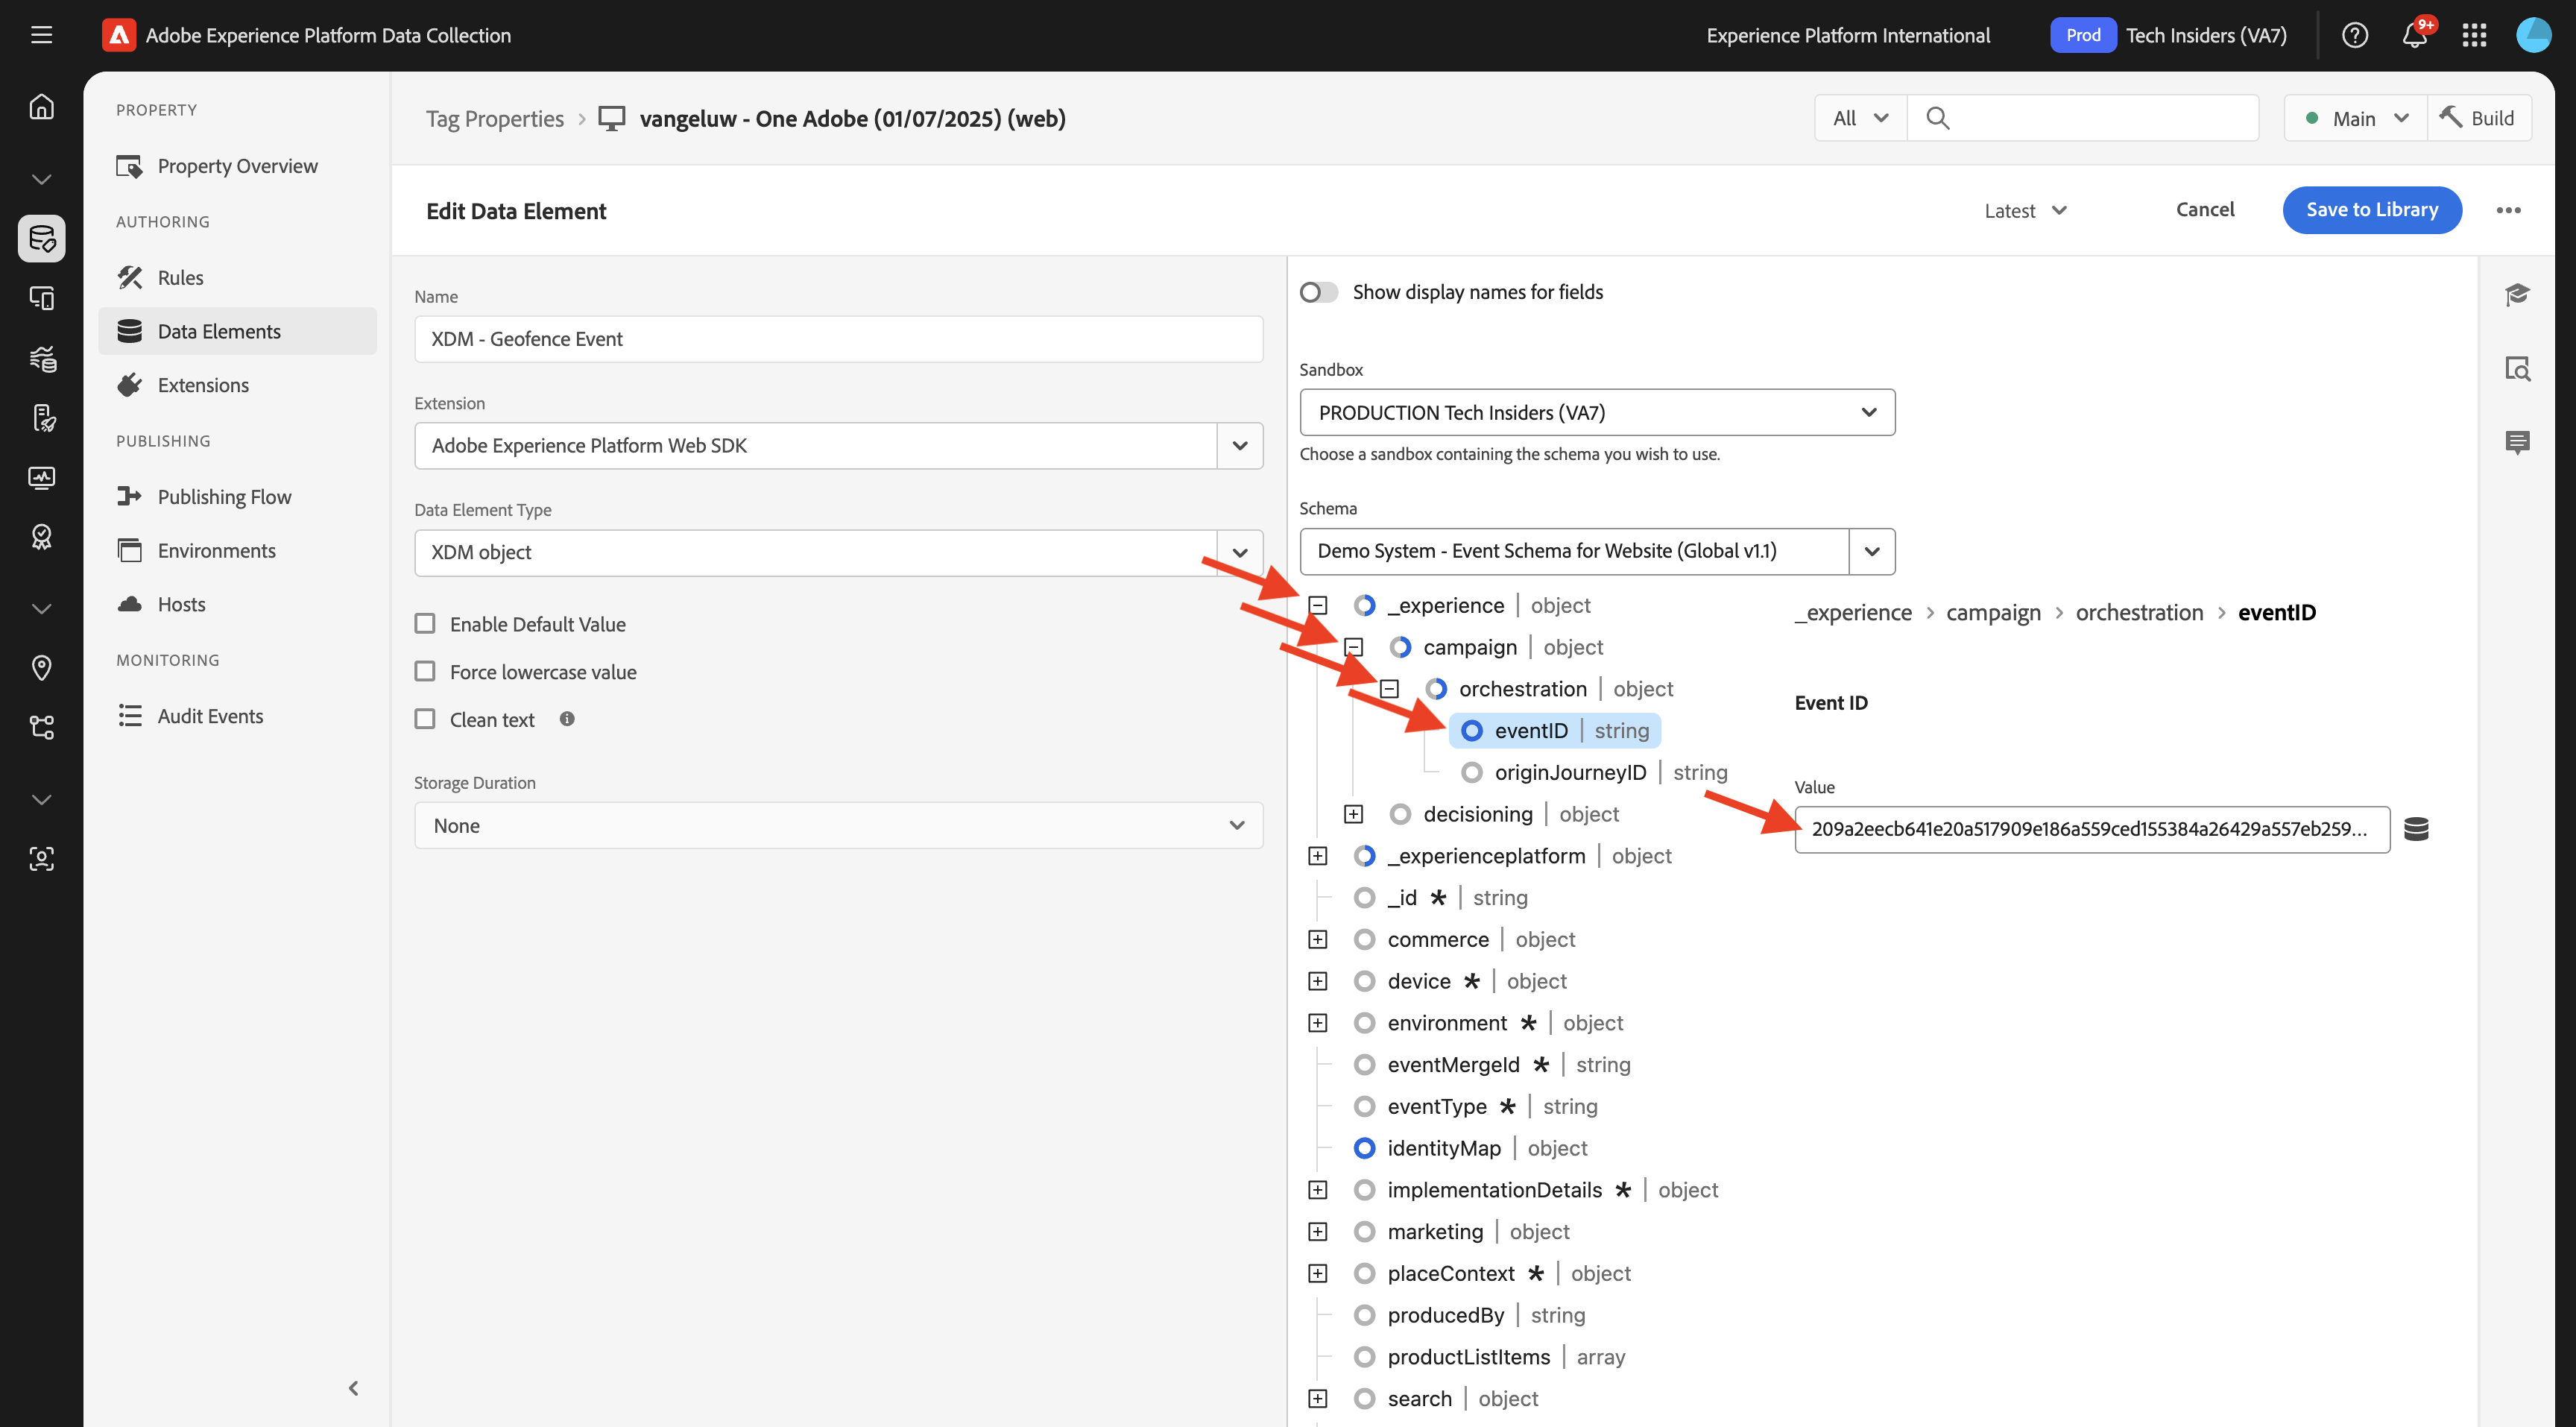 Adobe Experience Platform Data Collection
Experience Platform International
Prod
Tech Insiders (VA7)
9+
PROPERTY
Property Overview
AUTHORING
Rules
Data Elements
Extensions
PUBLISHING
Publishing Flow
Environments
Hosts
MONITORING
Audit Events
Tag Properties > vangeluw - One Adobe (01/07/2025) (web)
All
Main
Build
Edit Data Element
Latest
Cancel
Save to Library
Name
XDM - Geofence Event
Extension
Adobe Experience Platform Web SDK
Data Element Type
XDM object
Enable Default Value
Force lowercase value
Clean text
Storage Duration
None
Show display names for fields
Sandbox
PRODUCTION Tech Insiders (VA7)
Choose a sandbox containing the schema you wish to use.
Schema
Demo System - Event Schema for Website (Global v1.1)
_experience | object
campaign | object
orchestration | object
eventID | string
originJourneyID | string
decisioning | object
_experienceplatform | object
_id * | string
commerce | object
device * | object
environment * | object
eventMergeId * | string
eventType * | string
identityMap | object
implementationDetails * | object
marketing | object
placeContext * | object
producedBy | string
productListItems | array
search | object
_experience > campaign > orchestration > eventID
Event ID
Value
209a2eecb641e20a517909e186a559ced155384a26429a557eb259...